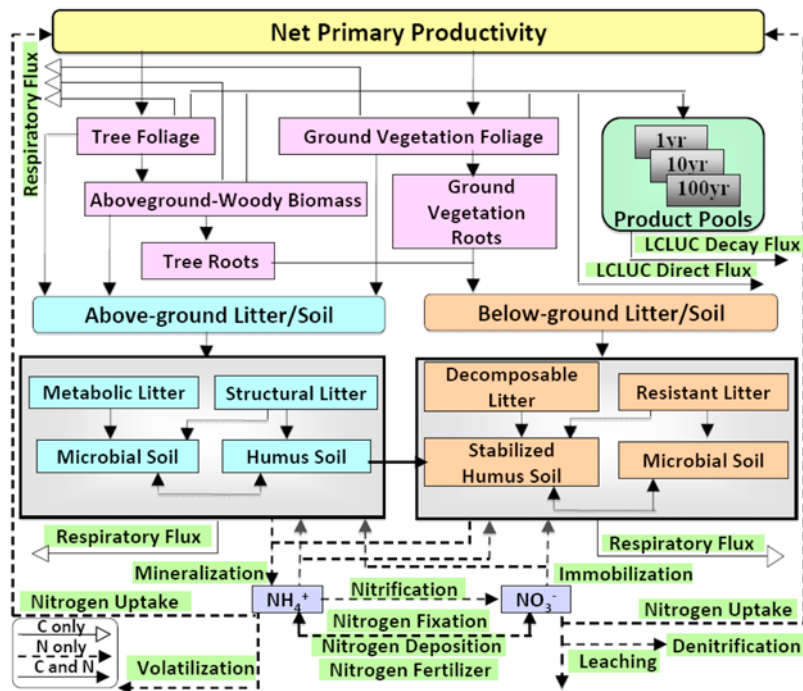 Net Primary Productivity
Respiratory Flux
Tree Foliage
Ground Vegetation Foliage
1yr
10yr
100yr
Product Pools
Aboveground-Woody Biomass
Ground
Vegetation
Roots
Tree Roots
LCLUC Decay Flux
LCLUC Direct Flux
Above-ground Litter/Soil
Below-ground Litter/Soil
Metabolic Litter
Structural Litter
Microbial Soil
Humus Soil
Decomposable
Litter
Resistant Litter
Stabilized
Humus Soil
Microbial Soil
Respiratory Flux
Respiratory Flux
Mineralization
Immobilization
NH₄⁺
Nitrification
NO₃⁻
Nitrogen Uptake
Nitrogen Uptake
Nitrogen Fixation
Nitrogen Deposition
Nitrogen Fertilizer
C only
N only
C and N
Volatilization
Leaching
Denitrification